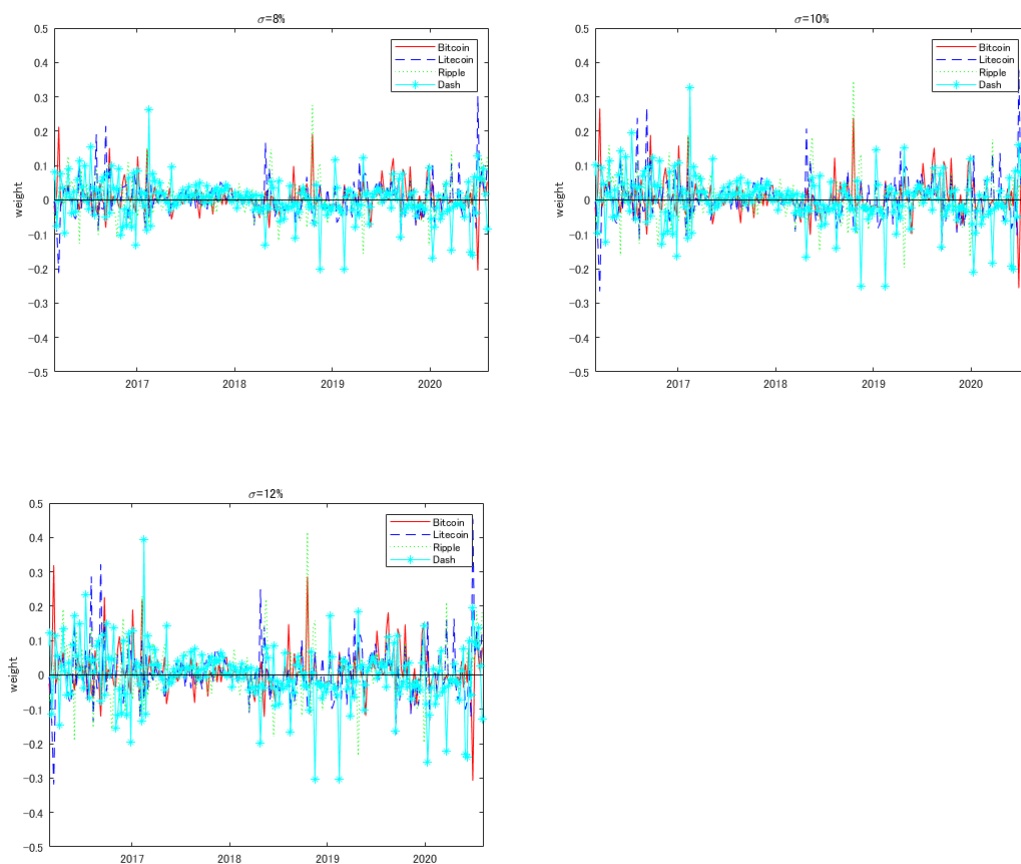 σ=8%
0.5
0.4
0.3
0.2
0.1
0
-0.1
-0.2
-0.3
-0.4
-0.5
weight
2017 2018 2019 2020
Bitcoin
Litecoin
Ripple
Dash
σ=10%
0.5
0.4
0.3
0.2
0.1
0
-0.1
-0.2
-0.3
-0.4
-0.5
weight
2017 2018 2019 2020
Bitcoin
Litecoin
Ripple
Dash
σ=12%
0.5
0.4
0.3
0.2
0.1
0
-0.1
-0.2
-0.3
-0.4
-0.5
weight
2017 2018 2019 2020
Bitcoin
Litecoin
Ripple
Dash